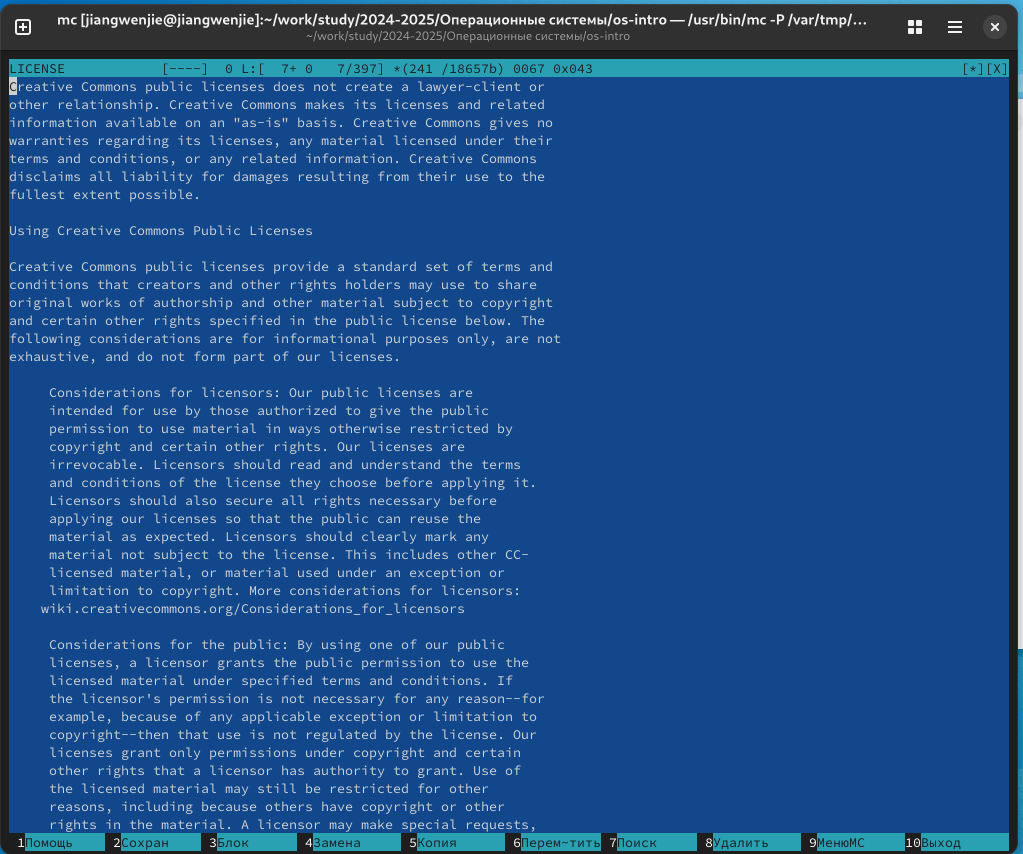 mc [jiangwenjie@jiangwenjie]:~/work/study/2024-2025/Операционные системы/os-intro — /usr/bin/mc -P /var/tmp/...
~/work/study/2024-2025/Операционные системы/os-intro
LICENSE [----] 0 L:[ 7+ 0 7/397] *(241 /18657b) 0067 0x043 [*][X]
Creative Commons public licenses does not create a lawyer-client or
other relationship. Creative Commons makes its licenses and related
information available on an "as-is" basis. Creative Commons gives no
warranties regarding its licenses, any material licensed under their
terms and conditions, or any related information. Creative Commons
disclaims all liability for damages resulting from their use to the
fullest extent possible.
Using Creative Commons Public Licenses
Creative Commons public licenses provide a standard set of terms and
conditions that creators and other rights holders may use to share
original works of authorship and other material subject to copyright
and certain other rights specified in the public license below. The
following considerations are for informational purposes only, are not
exhaustive, and do not form part of our licenses.
Considerations for licensors: Our public licenses are
intended for use by those authorized to give the public
permission to use material in ways otherwise restricted by
copyright and certain other rights. Our licenses are
irrevocable. Licensors should read and understand the terms
and conditions of the license they choose before applying it.
Licensors should also secure all rights necessary before
applying our licenses so that the public can reuse the
material as expected. Licensors should clearly mark any
material not subject to the license. This includes other CC-
licensed material, or material used under an exception or
limitation to copyright. More considerations for licensors:
wiki.creativecommons.org/Considerations_for_licensors
Considerations for the public: By using one of our public
licenses, a licensor grants the public permission to use the
licensed material under specified terms and conditions. If
the licensor's permission is not necessary for any reason--for
example, because of any applicable exception or limitation to
copyright--then that use is not regulated by the license. Our
licenses grant only permissions under copyright and certain
other rights that a licensor has authority to grant. Use of
the licensed material may still be restricted for other
reasons, including because others have copyright or other
rights in the material. A licensor may make special requests,
1Помощь 2Сохран 3Блок 4Замена 5Копия 6Перем~тить 7Поиск 8Удалить 9МенюMC 10Выход